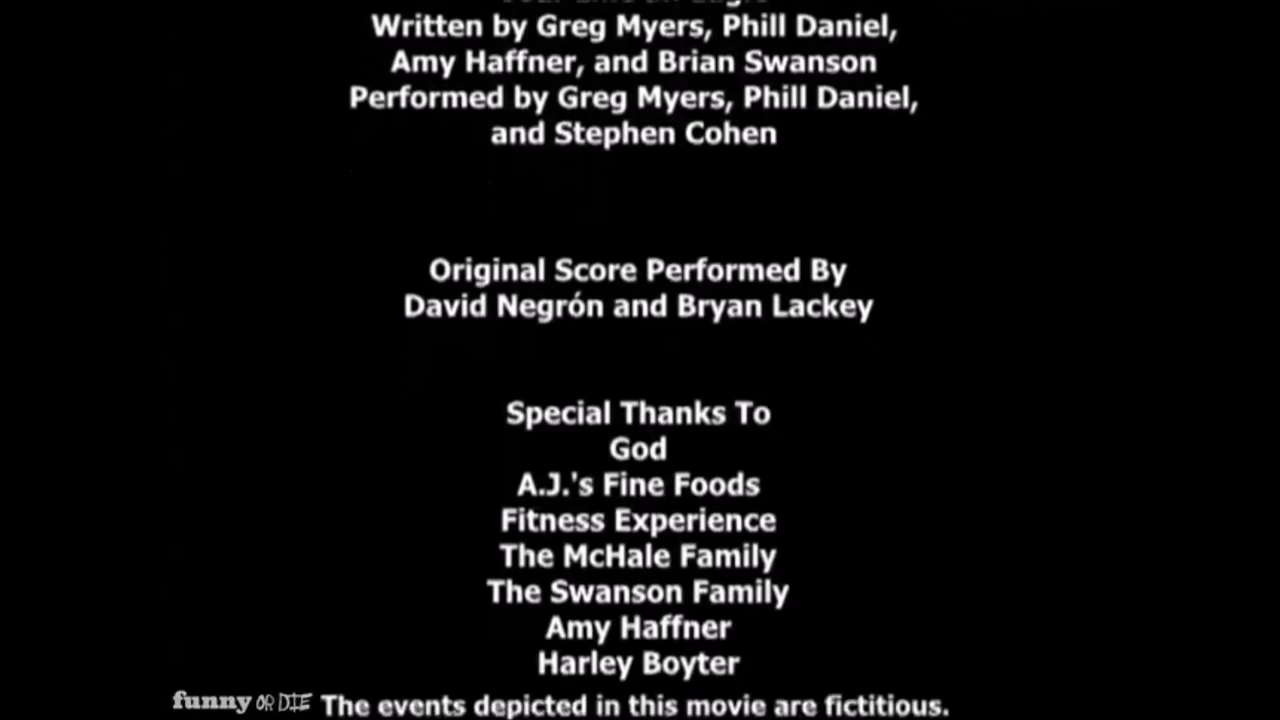 Written by Greg Myers, Phill Daniel,
Amy Haffner, and Brian Swanson
Performed by Greg Myers, Phill Daniel,
and Stephen Cohen
Original Score Performed By
David Negrón and Bryan Lackey
Special Thanks To
God
A.J.'s Fine Foods
Fitness Experience
The McHale Family
The Swanson Family
Amy Haffner
Harley Boyter
funny OR DIE The events depicted in this movie are fictitious.